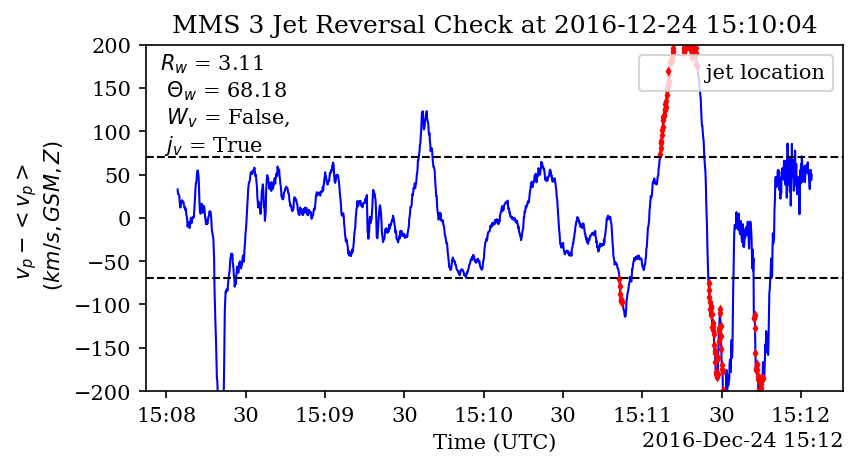 MMS 3 Jet Reversal Check at 2016-12-24 15:10:04
R_w = 3.11
Θ_w = 68.18
W_v = False,
j_v = True
jet location
v_p − <v_p>
(km/s, GSM, Z)
200
150
100
50
0
−50
−100
−150
−200
15:08 30 15:09 30 15:10 30 15:11 30 15:12
Time (UTC)
2016-Dec-24 15:12